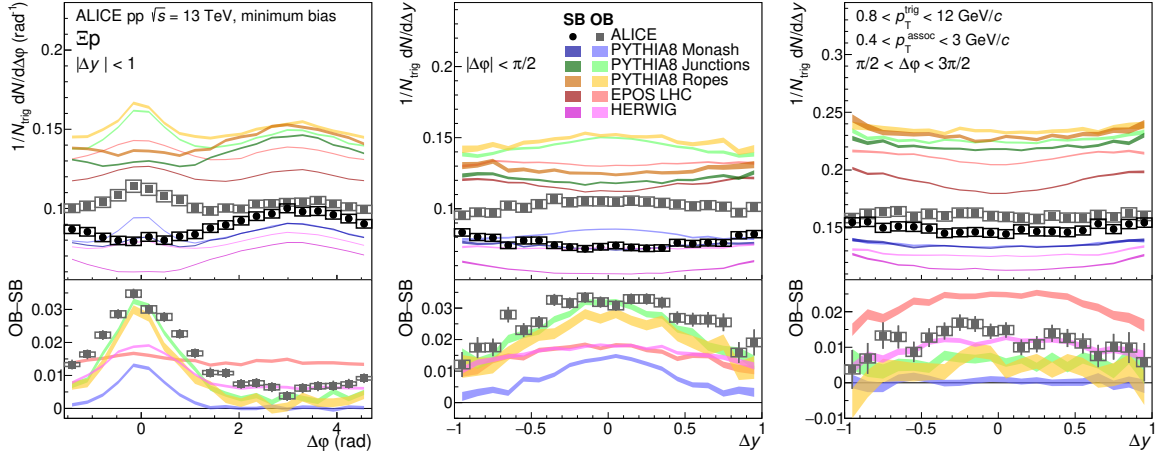 ALICE pp √s = 13 TeV, minimum bias
Ξp
|Δy| < 1
1/N_trig dN/dΔφ (rad⁻¹)
0.2
0.15
0.1
OB–SB
0.03
0.02
0.01
0
0 2 4
Δφ (rad)
1/N_trig dN/dΔy
|Δφ| < π/2
SB OB
ALICE
PYTHIA8 Monash
PYTHIA8 Junctions
PYTHIA8 Ropes
EPOS LHC
HERWIG
0.2
0.15
0.1
OB–SB
0.03
0.02
0.01
0
−1 −0.5 0 0.5 1
Δy
1/N_trig dN/dΔy
0.8 < p_T^trig < 12 GeV/c
0.4 < p_T^assoc < 3 GeV/c
π/2 < Δφ < 3π/2
0.3
0.25
0.2
0.15
OB–SB
0.03
0.02
0.01
0
−0.01
−1 −0.5 0 0.5 1
Δy